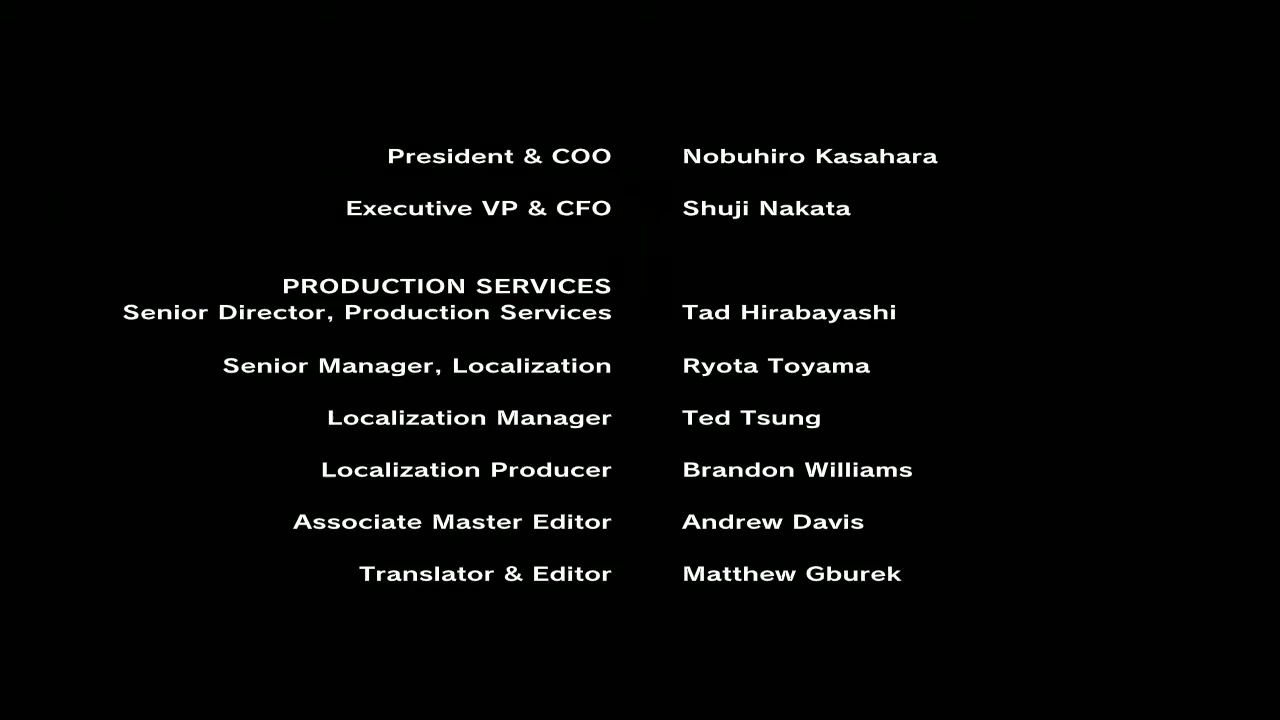 President & COO Nobuhiro Kasahara
Executive VP & CFO Shuji Nakata
PRODUCTION SERVICES
Senior Director, Production Services Tad Hirabayashi
Senior Manager, Localization Ryota Toyama
Localization Manager Ted Tsung
Localization Producer Brandon Williams
Associate Master Editor Andrew Davis
Translator & Editor Matthew Gburek